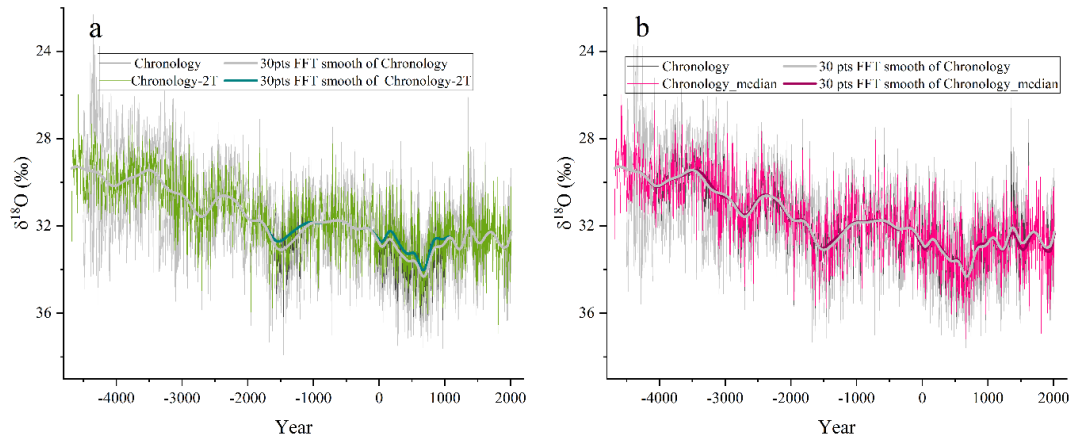 a
Chronology
30pts FFT smooth of Chronology
Chronology-2T
30pts FFT smooth of Chronology-2T
24
28
32
36
δ¹⁸O (‰)
-4000
-3000
-2000
-1000
0
1000
2000
Year
b
Chronology
30 pts FFT smooth of Chronology
Chronology_median
30 pts FFT smooth of Chronology_median
24
28
32
36
δ¹⁸O (‰)
-4000
-3000
-2000
-1000
0
1000
2000
Year